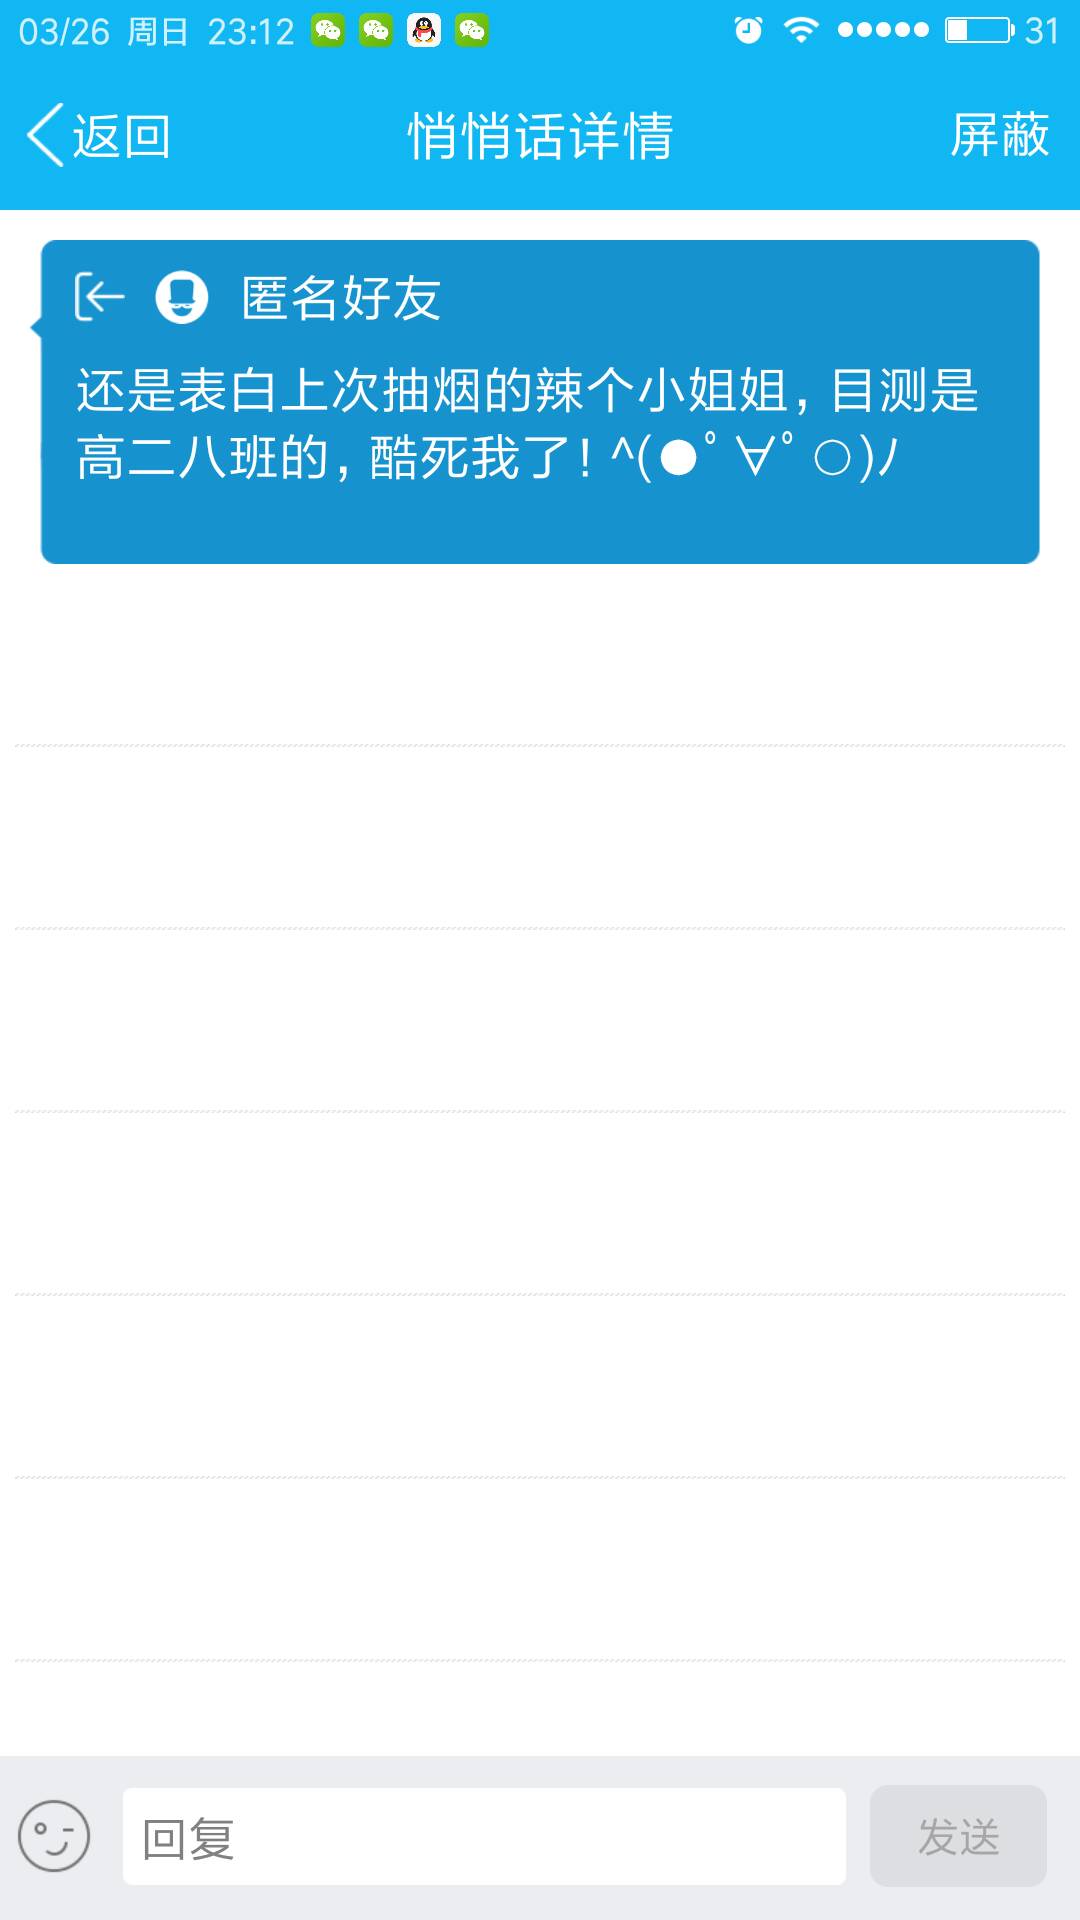 03/26 周日 23:12 31
返回 悄悄话详情 屏蔽
匿名好友
还是表白上次抽烟的辣个小姐姐，目测是
高二八班的，酷死我了！^(●ﾟ∀ﾟ○)ﾉ
回复 发送